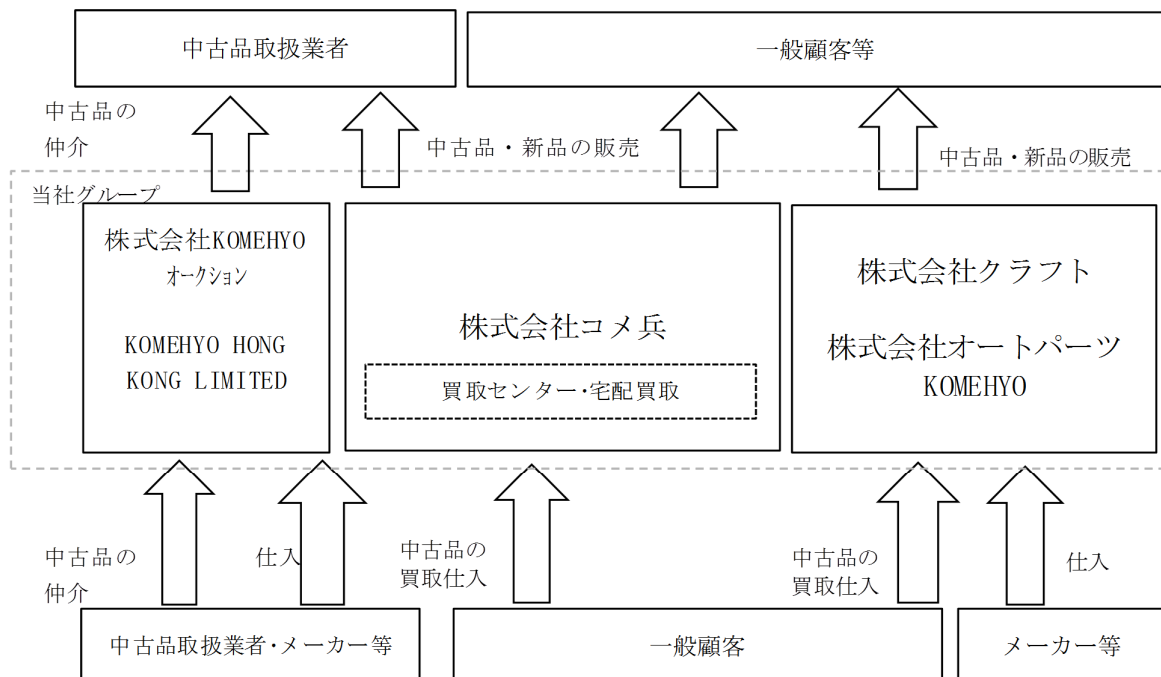 中古品取扱業者
一般顧客等
中古品の
仲介
中古品・新品の販売
中古品・新品の販売
当社グループ
株式会社KOMEHYO
オークション
KOMEHYO HONG
KONG LIMITED
株式会社コメ兵
買取センター・宅配買取
株式会社クラフト
株式会社オートパーツ
KOMEHYO
中古品の
仲介
仕入
中古品の
買取仕入
中古品の
買取仕入
仕入
中古品取扱業者・メーカー等
一般顧客
メーカー等